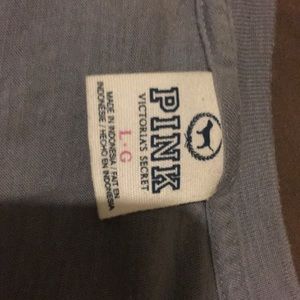 PINK
VICTORIA'S SECRET
L • G
MADE IN INDONESIA / FAIT EN
INDONÉSIE / HECHO EN INDONESIA